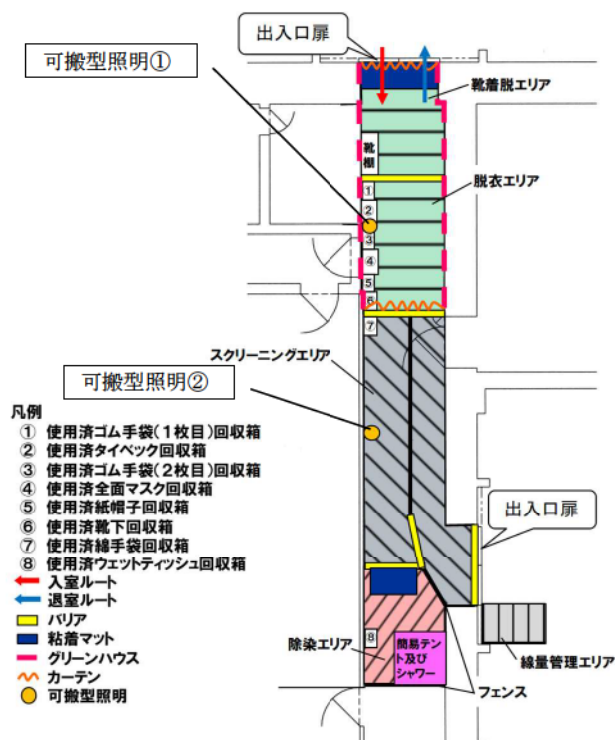 出入口扉
可搬型照明①
靴着脱エリア
靴棚
脱衣エリア
①
②
③
④
⑤
⑥
⑦
スクリーニングエリア
可搬型照明②
凡例
① 使用済ゴム手袋(1枚目)回収箱
② 使用済タイベック回収箱
③ 使用済ゴム手袋(2枚目)回収箱
④ 使用済全面マスク回収箱
⑤ 使用済紙帽子回収箱
⑥ 使用済靴下回収箱
⑦ 使用済綿手袋回収箱
⑧ 使用済ウェットティッシュ回収箱
入室ルート
退室ルート
バリア
粘着マット
グリーンハウス
カーテン
可搬型照明
出入口扉
⑧
除染エリア
簡易テン
ト及び
シャワー
線量管理エリア
フェンス